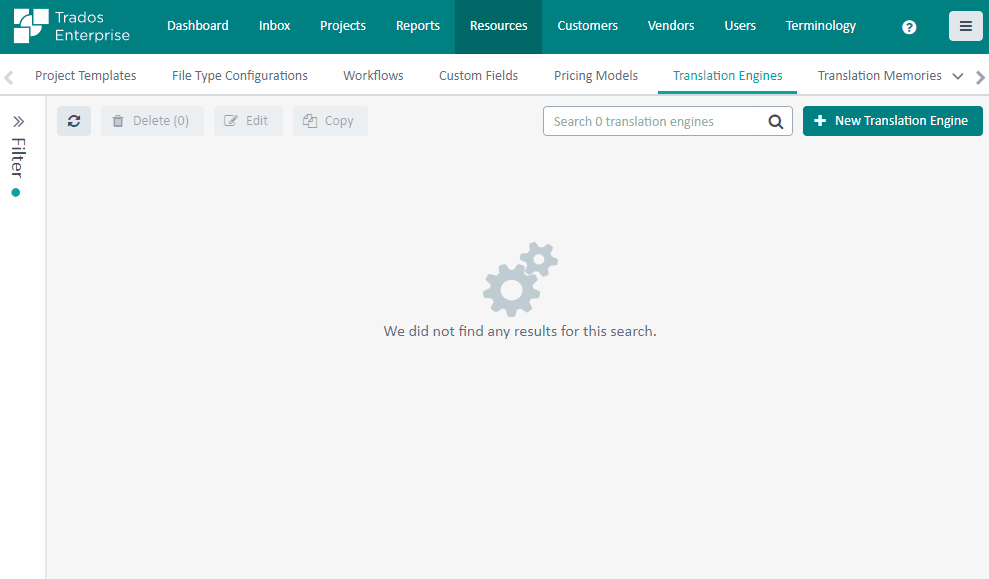 Trados
Enterprise
Dashboard Inbox Projects Reports Resources Customers Vendors Users Terminology ?
Project Templates File Type Configurations Workflows Custom Fields Pricing Models Translation Engines Translation Memories
Filter
Delete (0) Edit Copy Search 0 translation engines New Translation Engine
We did not find any results for this search.